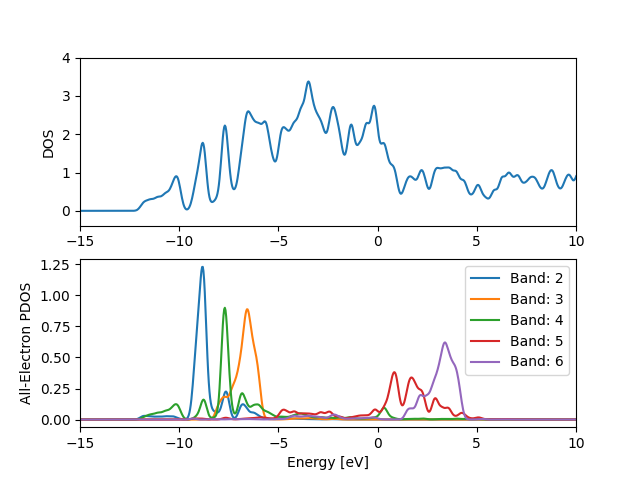 DOS
4
3
2
1
0
−15 −10 −5 0 5 10
All-Electron PDOS
1.25
1.00
0.75
0.50
0.25
0.00
Band: 2
Band: 3
Band: 4
Band: 5
Band: 6
−15 −10 −5 0 5 10
Energy [eV]